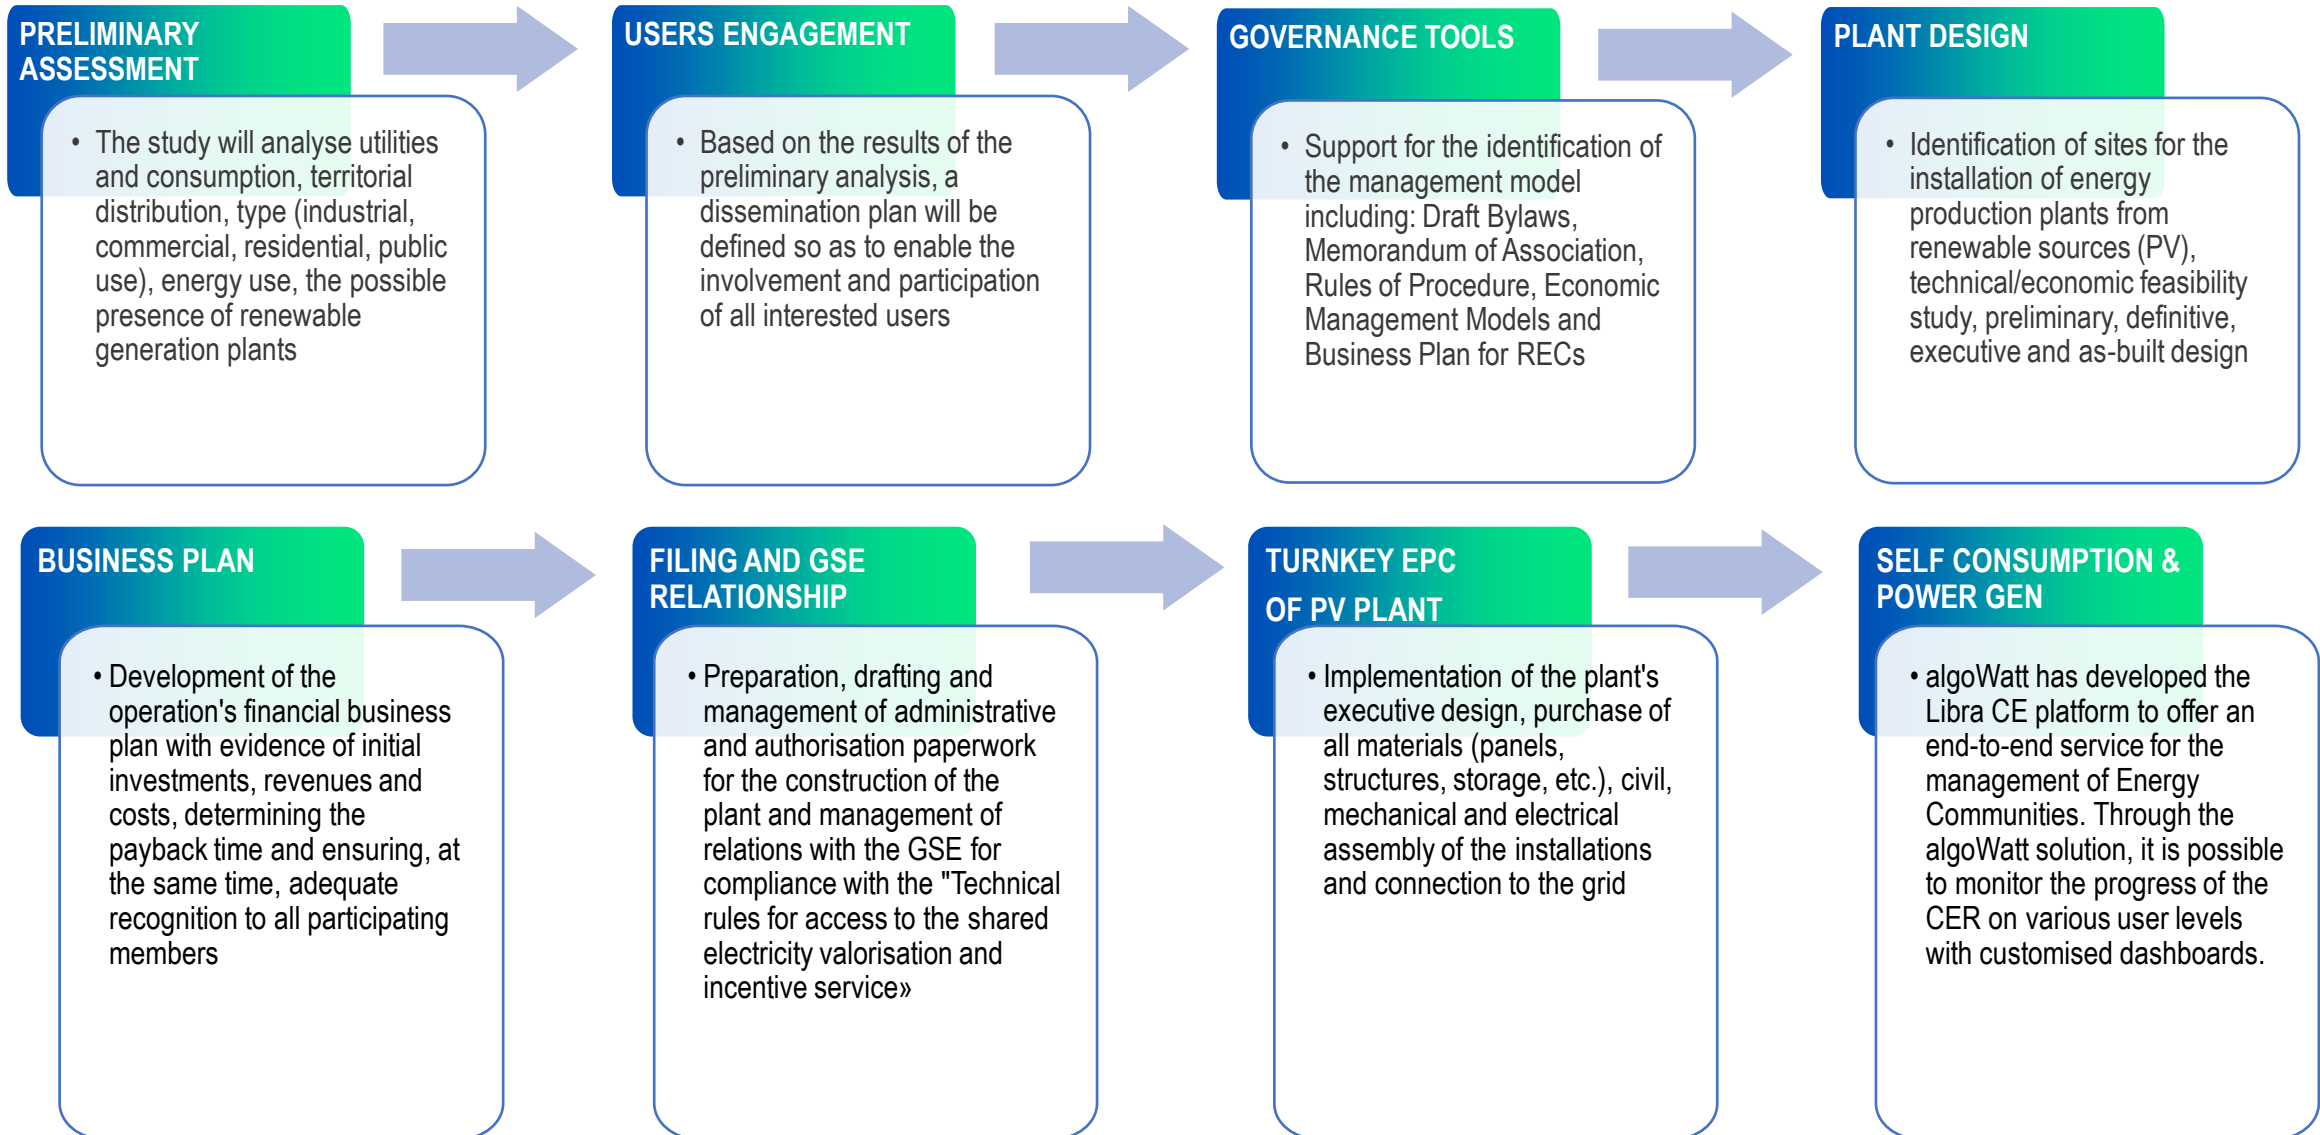 PRELIMINARY
ASSESSMENT
• The study will analyse utilities
and consumption, territorial
distribution, type (industrial,
commercial, residential, public
use), energy use, the possible
presence of renewable
generation plants
USERS ENGAGEMENT
• Based on the results of the
preliminary analysis, a
dissemination plan will be
defined so as to enable the
involvement and participation
of all interested users
GOVERNANCE TOOLS
• Support for the identification of
the management model
including: Draft Bylaws,
Memorandum of Association,
Rules of Procedure, Economic
Management Models and
Business Plan for RECs
PLANT DESIGN
• Identification of sites for the
installation of energy
production plants from
renewable sources (PV),
technical/economic feasibility
study, preliminary, definitive,
executive and as-built design
BUSINESS PLAN
• Development of the
operation's financial business
plan with evidence of initial
investments, revenues and
costs, determining the
payback time and ensuring, at
the same time, adequate
recognition to all participating
members
FILING AND GSE
RELATIONSHIP
• Preparation, drafting and
management of administrative
and authorisation paperwork
for the construction of the
plant and management of
relations with the GSE for
compliance with the "Technical
rules for access to the shared
electricity valorisation and
incentive service»
TURNKEY EPC
OF PV PLANT
• Implementation of the plant's
executive design, purchase of
all materials (panels,
structures, storage, etc.), civil,
mechanical and electrical
assembly of the installations
and connection to the grid
SELF CONSUMPTION &
POWER GEN
• algoWatt has developed the
Libra CE platform to offer an
end-to-end service for the
management of Energy
Communities. Through the
algoWatt solution, it is possible
to monitor the progress of the
CER on various user levels
with customised dashboards.